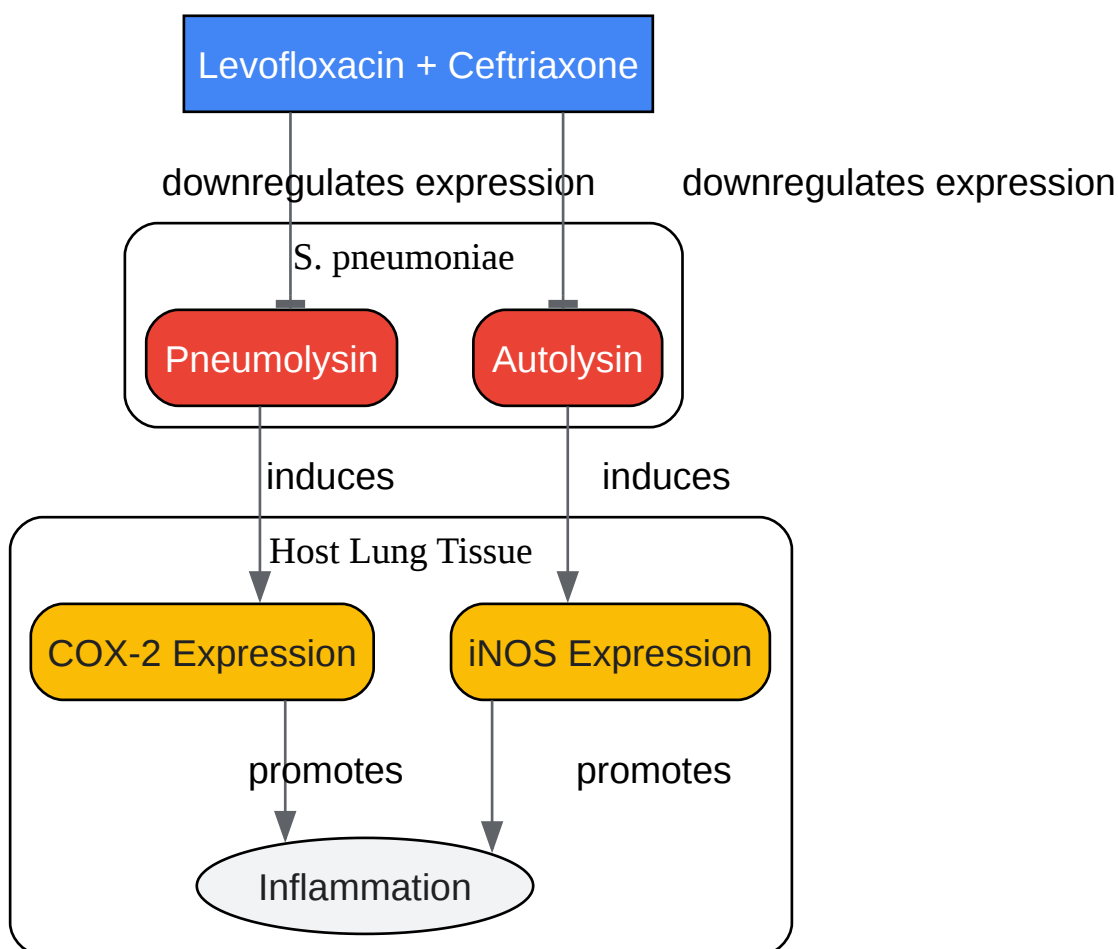 Levofloxacin + Ceftriaxone
downregulates expression
downregulates expression
S. pneumoniae
Pneumolysin
Autolysin
induces
induces
Host Lung Tissue
COX-2 Expression
iNOS Expression
promotes
promotes
Inflammation